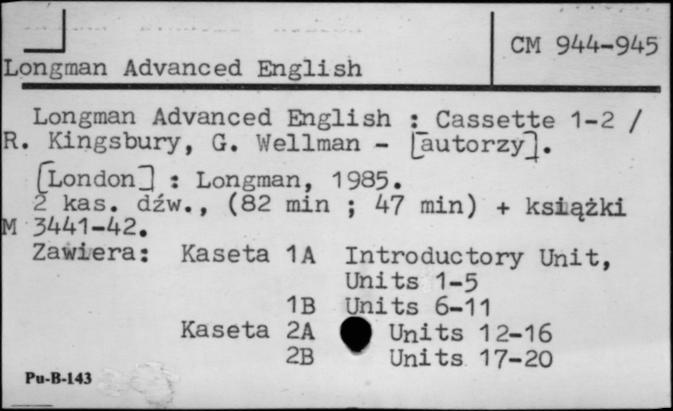 CM 944-945
Longman Advanced English
Longman Advanced English : Cassette 1-2 /
R. Kingsbury, G. Wellman - [autorzy].
[London] : Longman, 1985.
2 kas. dźw., (82 min ; 47 min) + książki
M 3441-42.
Zawiera: Kaseta 1A Introductory Unit,
Units 1-5
1B Units 6-11
Kaseta 2A Units 12-16
2B Units 17-20
Pu-B-143